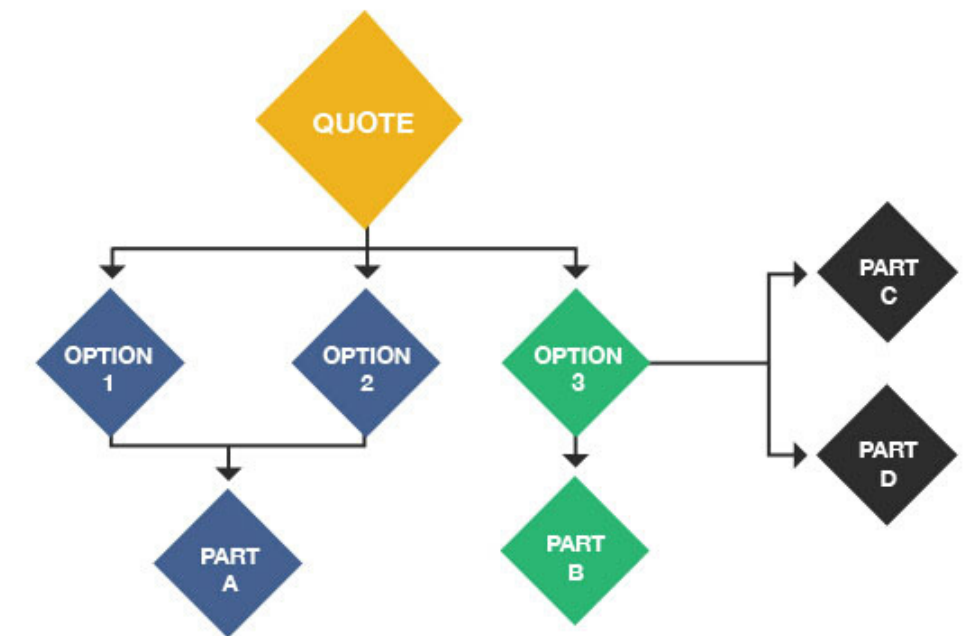 QUOTE
OPTION
1
OPTION
2
OPTION
3
PART
A
PART
B
PART
C
PART
D